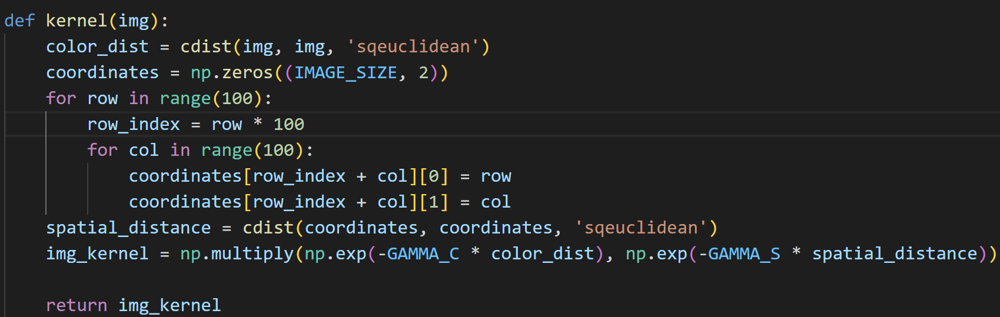 def kernel(img):
    color_dist = cdist(img, img, 'sqeuclidean')
    coordinates = np.zeros((IMAGE_SIZE, 2))
    for row in range(100):
        row_index = row * 100
        for col in range(100):
            coordinates[row_index + col][0] = row
            coordinates[row_index + col][1] = col
    spatial_distance = cdist(coordinates, coordinates, 'sqeuclidean')
    img_kernel = np.multiply(np.exp(-GAMMA_C * color_dist), np.exp(-GAMMA_S * spatial_distance))
    return img_kernel